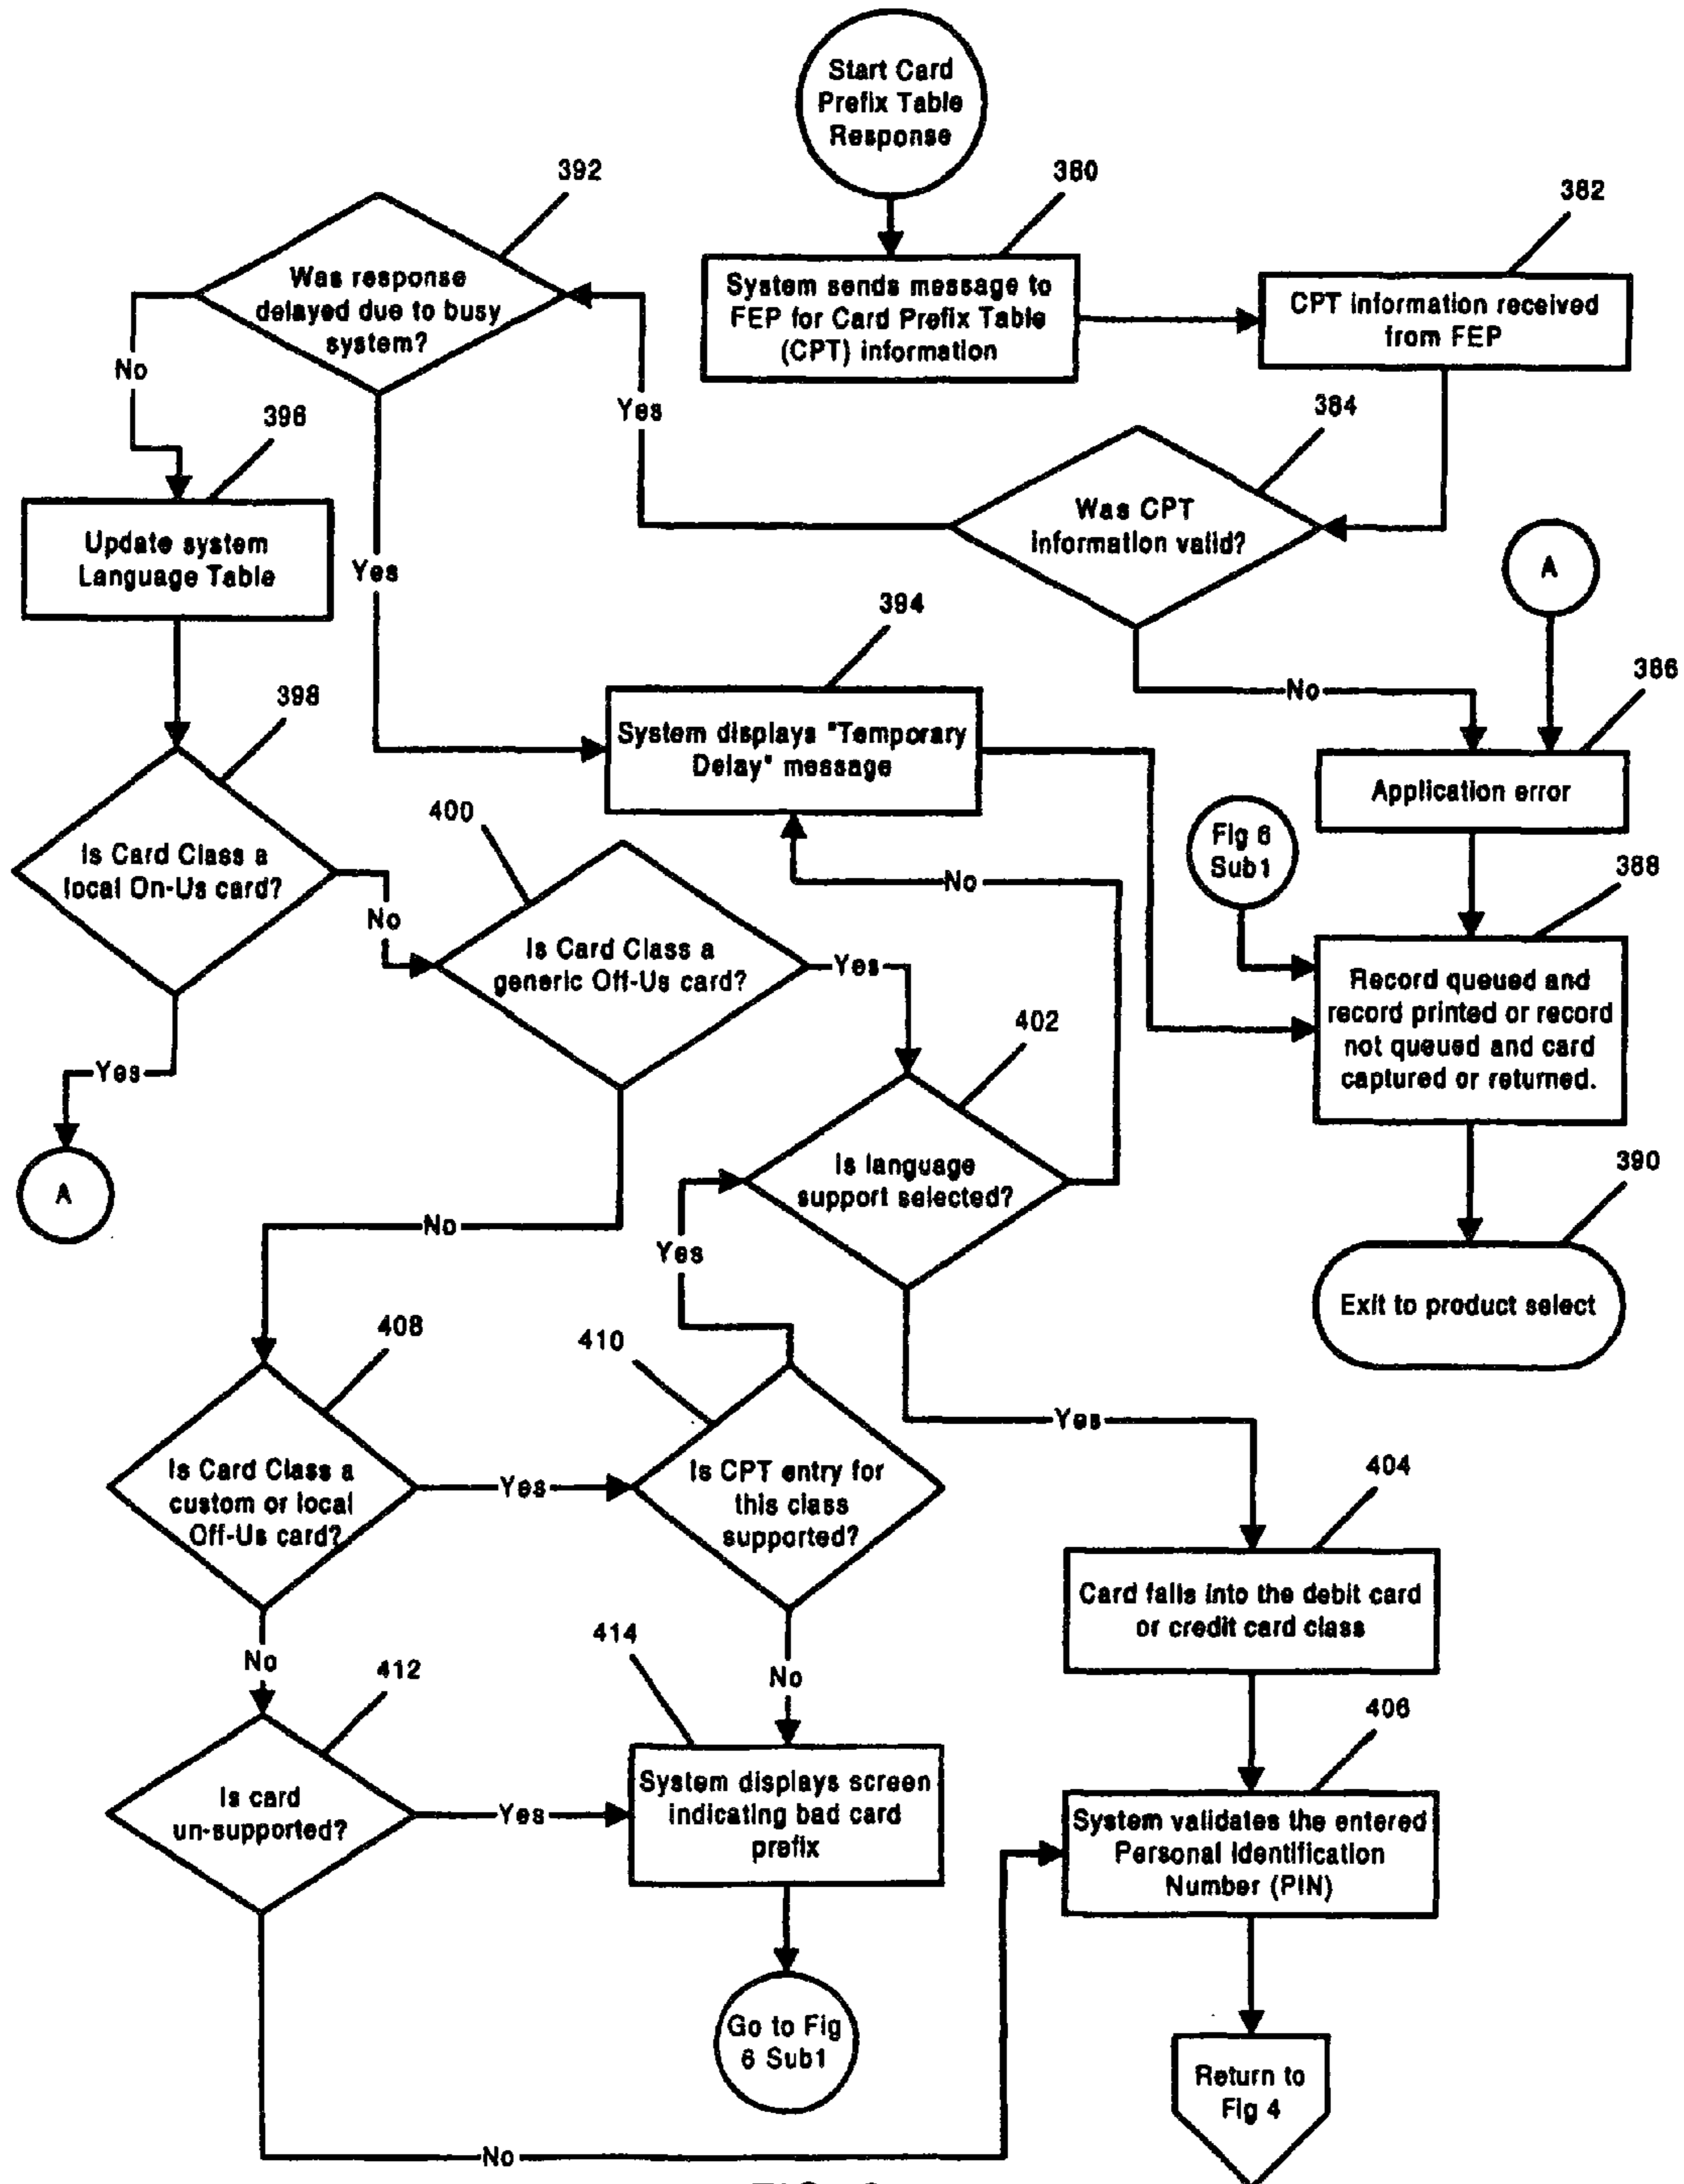 Start Card
Prefix Table
Response
392
380
382
Was response
delayed due to busy
system?
System sends message to
FEP for Card Prefix Table
(CPT) information
CPT information received
from FEP
No
Yes
384
396
Was CPT
information valid?
Update system
Language Table
Yes
A
394
386
398
No
System displays "Temporary
Delay" message
Application error
400
Fig 6
Sub1
388
Is Card Class a
local On-Us card?
No
No
Is Card Class a
generic Off-Us card?
Yes
Record queued and
record printed or record
not queued and card
captured or returned.
402
Yes
A
Is language
support selected?
390
No
Yes
Exit to product select
408
410
Yes
404
Is Card Class a
custom or local
Off-Us card?
Yes
Is CPT entry for
this class
supported?
Card falls into the debit card
or credit card class
414
No
412
No
406
Is card
un-supported?
Yes
System displays screen
indicating bad card
prefix
System validates the entered
Personal Identification
Number (PIN)
Go to Fig
6 Sub1
Return to
Fig 4
No